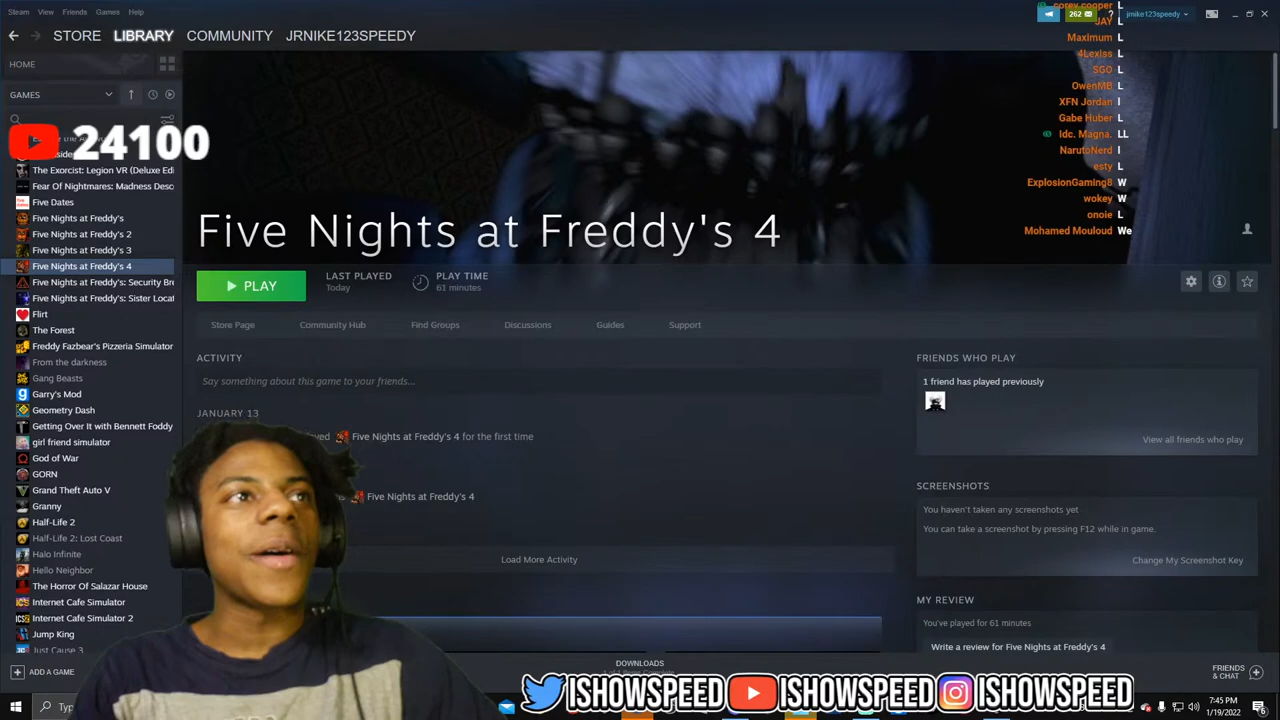 Steam View Friends Games Help
262
?
jrnike123speedy
STORE LIBRARY COMMUNITY JRNIKE123SPEEDY
HOME
GAMES
24100
The Exorcist: Legion VR (Deluxe Edi
Fear Of Nightmares: Madness Desc
Five Dates
Five Nights at Freddy's
Five Nights at Freddy's 2
Five Nights at Freddy's 3
Five Nights at Freddy's 4
Five Nights at Freddy's: Security Bre
Five Nights at Freddy's: Sister Locat
Flirt
The Forest
Freddy Fazbear's Pizzeria Simulator
From the darkness
Gang Beasts
Garry's Mod
Geometry Dash
Getting Over It with Bennett Foddy
girl friend simulator
God of War
GORN
Grand Theft Auto V
Granny
Half-Life 2
Half-Life 2: Lost Coast
Halo Infinite
Hello Neighbor
The Horror Of Salazar House
Internet Cafe Simulator
Internet Cafe Simulator 2
Jump King
Just Cause 3
ADD A GAME
corey cooper L
JAY L
Maximum L
4Lexiss L
SGO L
OwenMB L
XFN Jordan l
Gabe Huber L
Idc. Magna. LL
NarutoNerd l
esty L
ExplosionGaming8 W
wokey W
onoie L
Mohamed Mouloud We
Five Nights at Freddy's 4
PLAY
LAST PLAYED
Today
PLAY TIME
61 minutes
Store Page Community Hub Find Groups Discussions Guides Support
ACTIVITY
Say something about this game to your friends...
JANUARY 13
Five Nights at Freddy's 4 for the first time
Five Nights at Freddy's 4
Load More Activity
FRIENDS WHO PLAY
1 friend has played previously
View all friends who play
SCREENSHOTS
You haven't taken any screenshots yet
You can take a screenshot by pressing F12 while in game.
Change My Screenshot Key
MY REVIEW
You've played for 61 minutes
Write a review for Five Nights at Freddy's 4
DOWNLOADS
FRIENDS
& CHAT
ISHOWSPEED ISHOWSPEED ISHOWSPEED
7:45 PM
1/19/2022